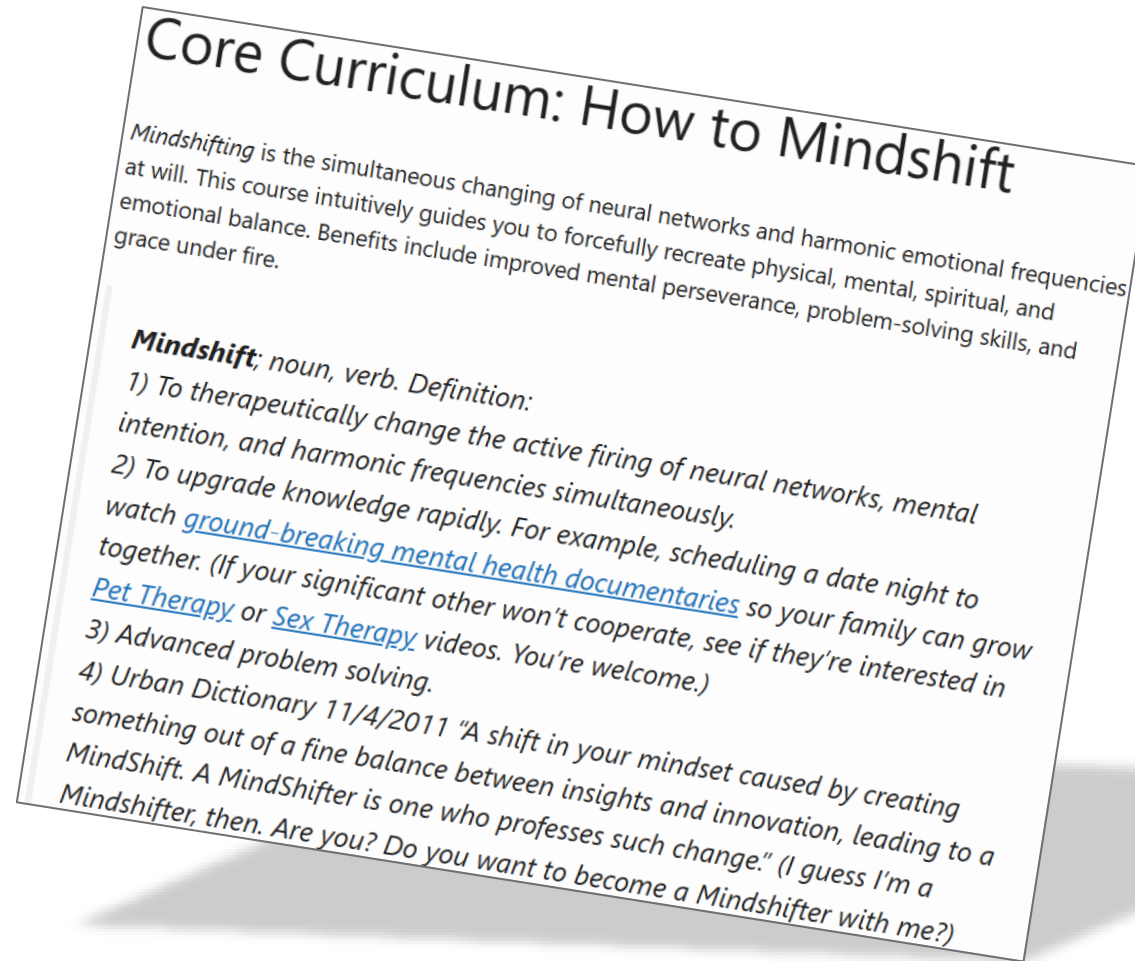 Core Curriculum: How to Mindshift
Mindshifting is the simultaneous changing of neural networks and harmonic emotional frequencies
at will. This course intuitively guides you to forcefully recreate physical, mental, spiritual, and
emotional balance. Benefits include improved mental perseverance, problem-solving skills, and
grace under fire.
Mindshift; noun, verb. Definition:
1) To therapeutically change the active firing of neural networks, mental
intention, and harmonic frequencies simultaneously.
2) To upgrade knowledge rapidly. For example, scheduling a date night to
watch ground-breaking mental health documentaries so your family can grow
together. (If your significant other won't cooperate, see if they're interested in
Pet Therapy or Sex Therapy videos. You're welcome.)
3) Advanced problem solving.
4) Urban Dictionary 11/4/2011 "A shift in your mindset caused by creating
something out of a fine balance between insights and innovation, leading to a
MindShift. A MindShifter is one who professes such change." (I guess I'm a
Mindshifter, then. Are you? Do you want to become a Mindshifter with me?)